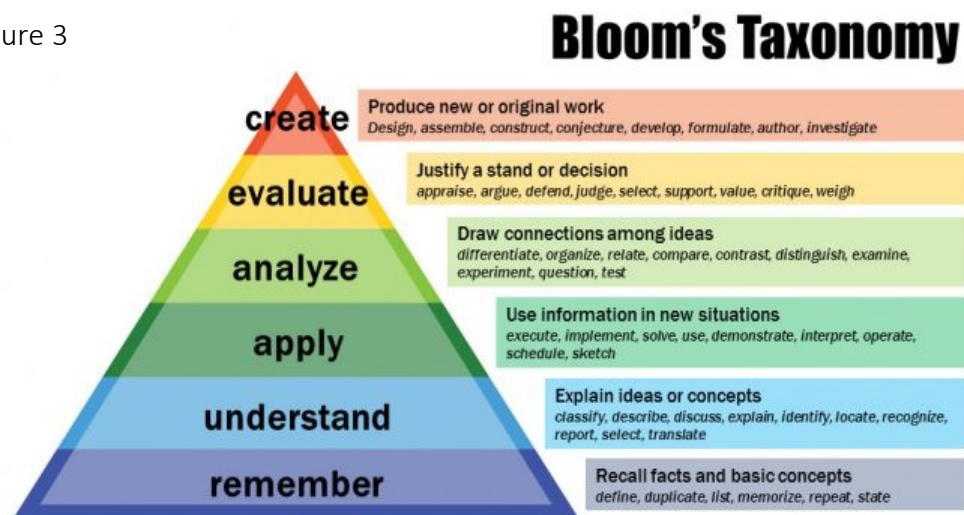 ure 3
Bloom's Taxonomy
create
Produce new or original work
Design, assemble, construct, conjecture, develop, formulate, author, investigate
evaluate
Justify a stand or decision
appraise, argue, defend, judge, select, support, value, critique, weigh
analyze
Draw connections among ideas
differentiate, organize, relate, compare, contrast, distinguish, examine,
experiment, question, test
apply
Use information in new situations
execute, implement, solve, use, demonstrate, interpret, operate,
schedule, sketch
understand
Explain ideas or concepts
classify, describe, discuss, explain, identify, locate, recognize,
report, select, translate
remember
Recall facts and basic concepts
define, duplicate, list, memorize, repeat, state